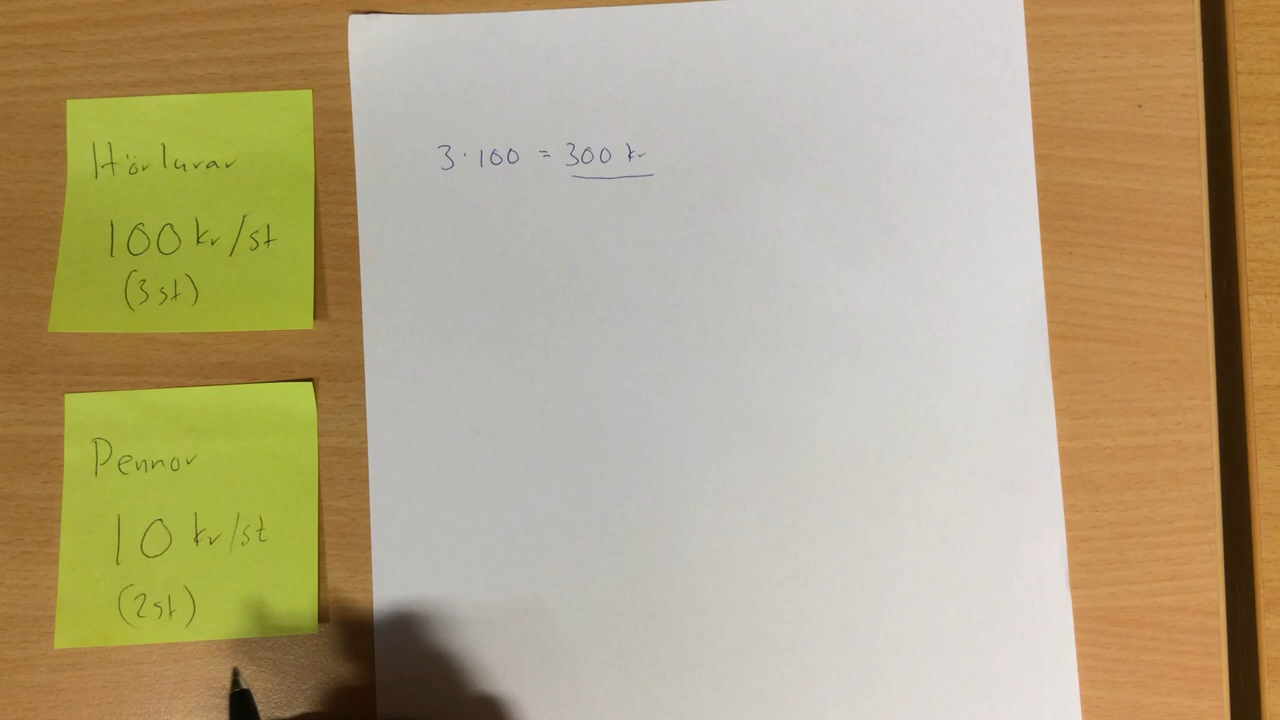 Hörlurar
100 kr/st
(3 st)
Pennor
10 kr/st
(2 st)
3·100 = 300 kr